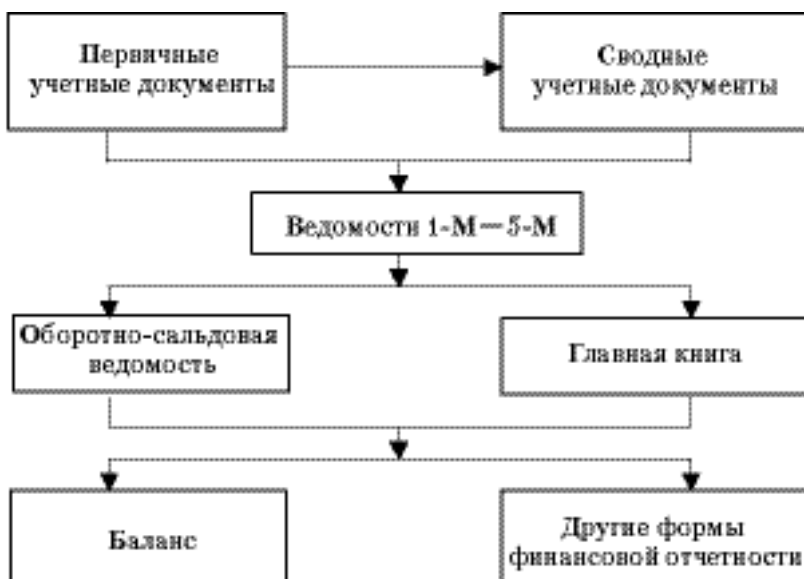 Первичные
учетные документы
Сводные
учетные документы
Ведомости 1-М — 5-М
Оборотно-сальдовая
ведомость
Главная книга
Баланс
Другие формы
финансовой отчетности